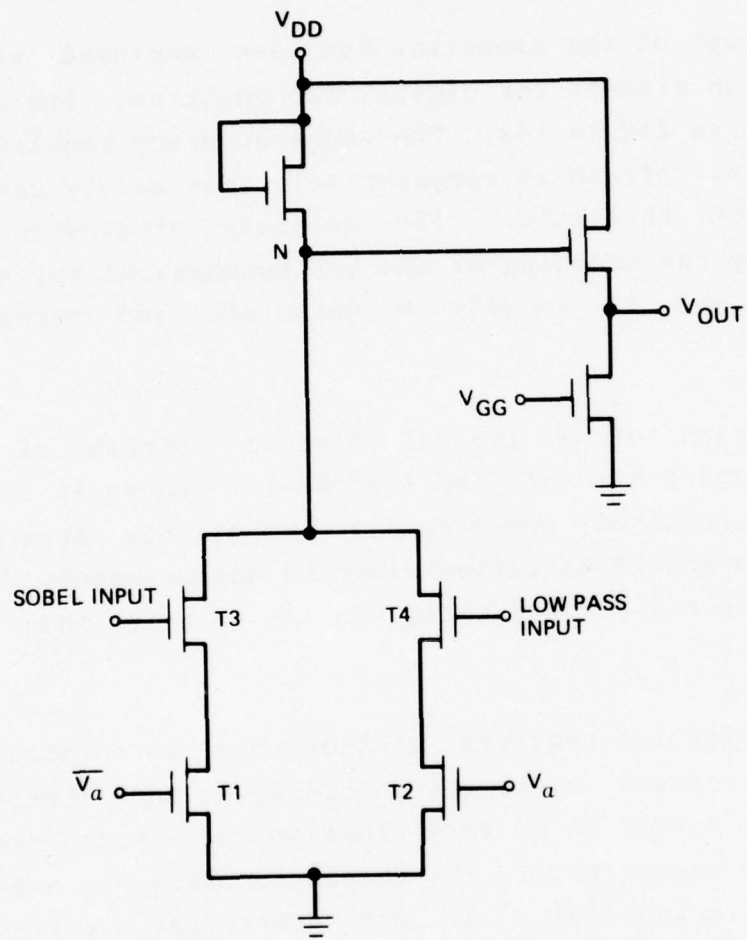 V_DD
N
V_OUT
V_GG
SOBEL INPUT
T3
T4
LOW PASS
INPUT
V̅_a̅
T1
T2
V_a